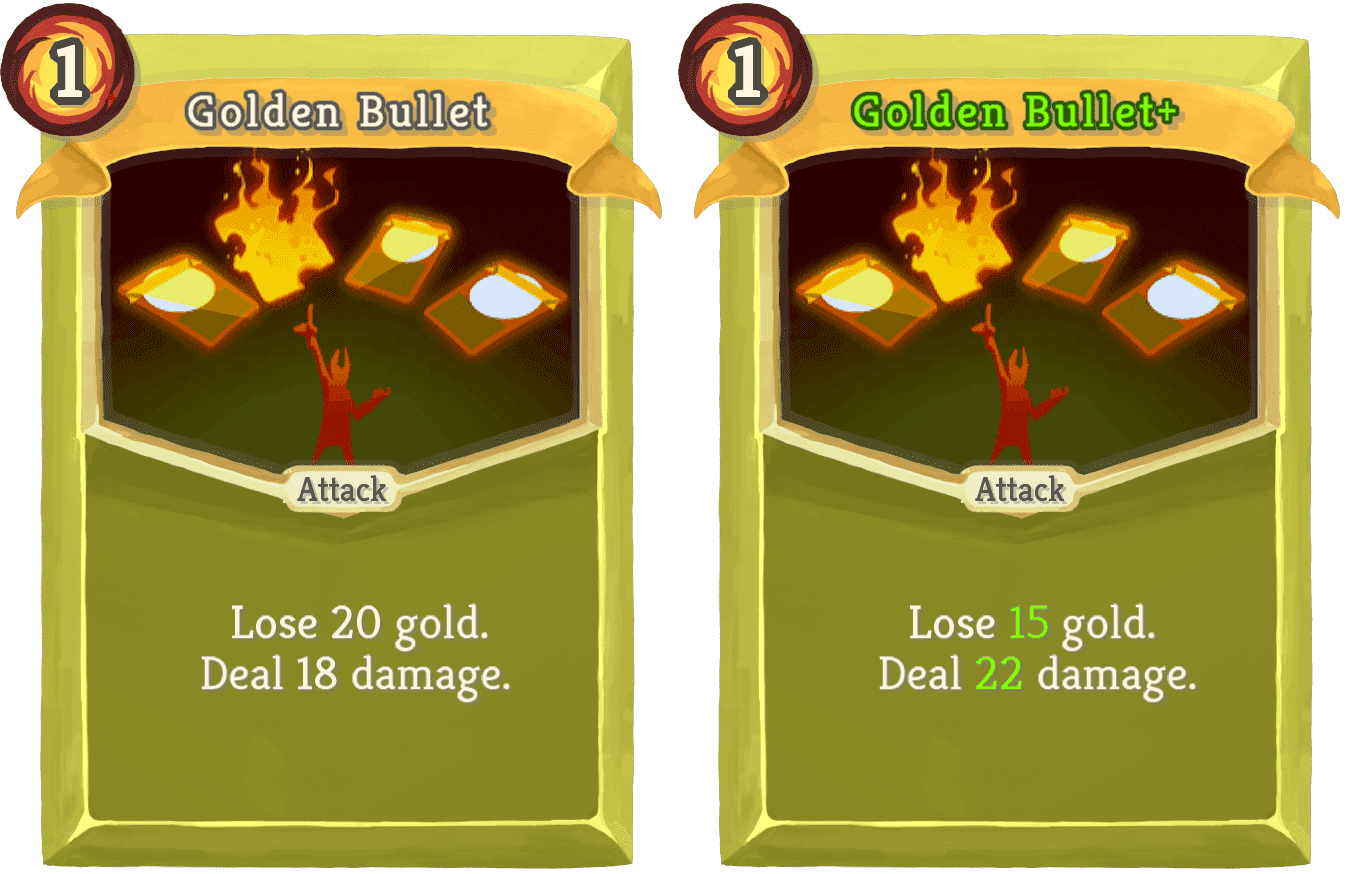 1
Golden Bullet
Attack
Lose 20 gold.
Deal 18 damage.
1
Golden Bullet+
Attack
Lose 15 gold.
Deal 22 damage.